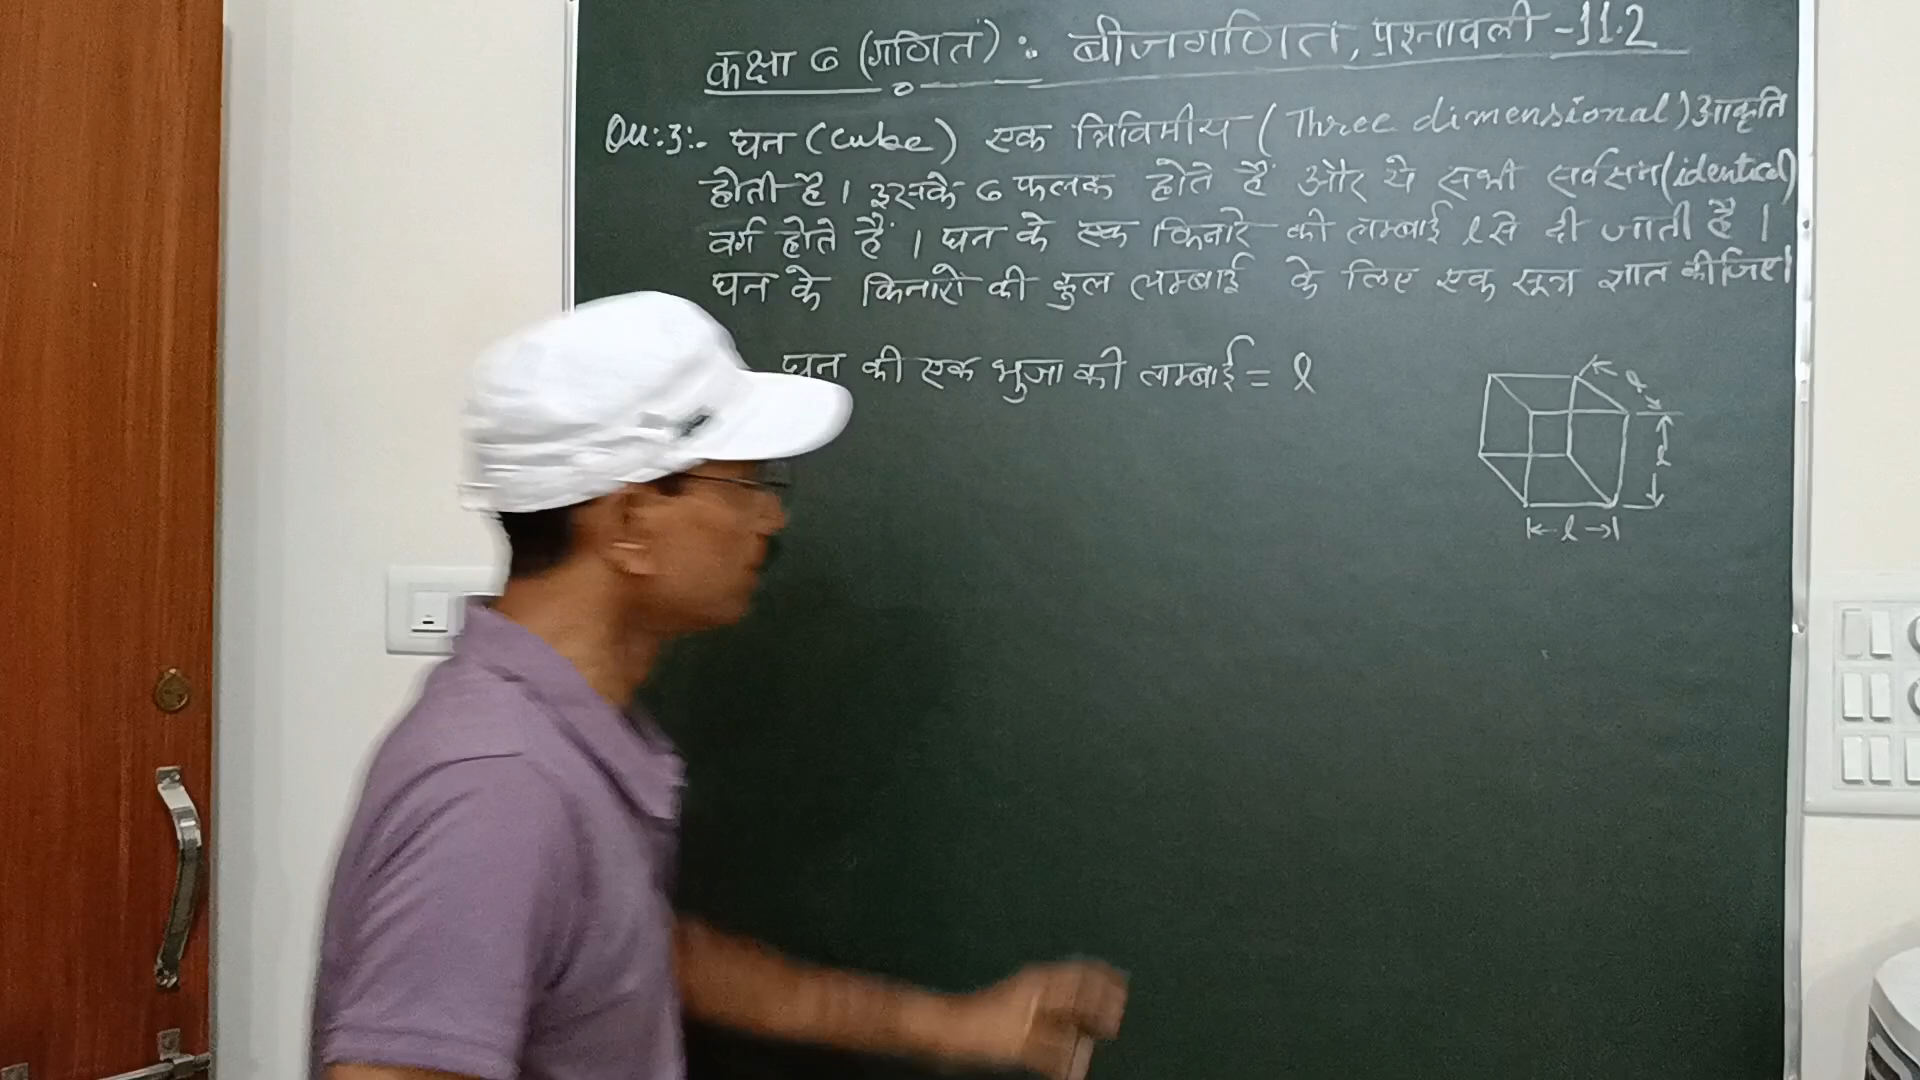 कक्षा 6 (गणित) : बीजगणित, प्रश्नावली -11.2
Qu:3:- घन (cube) एक त्रिविमीय (Three dimensional) आकृति
होती है। इसके 6 फलक होते हैं और ये सभी सर्वसम (identical)
वर्ग होते हैं। घन के एक किनारे की लम्बाई l से दी जाती है।
घन के किनारों की कुल लम्बाई के लिए एक सूत्र ज्ञात कीजिए।
घन की एक भुजा की लम्बाई = l
l
l
l